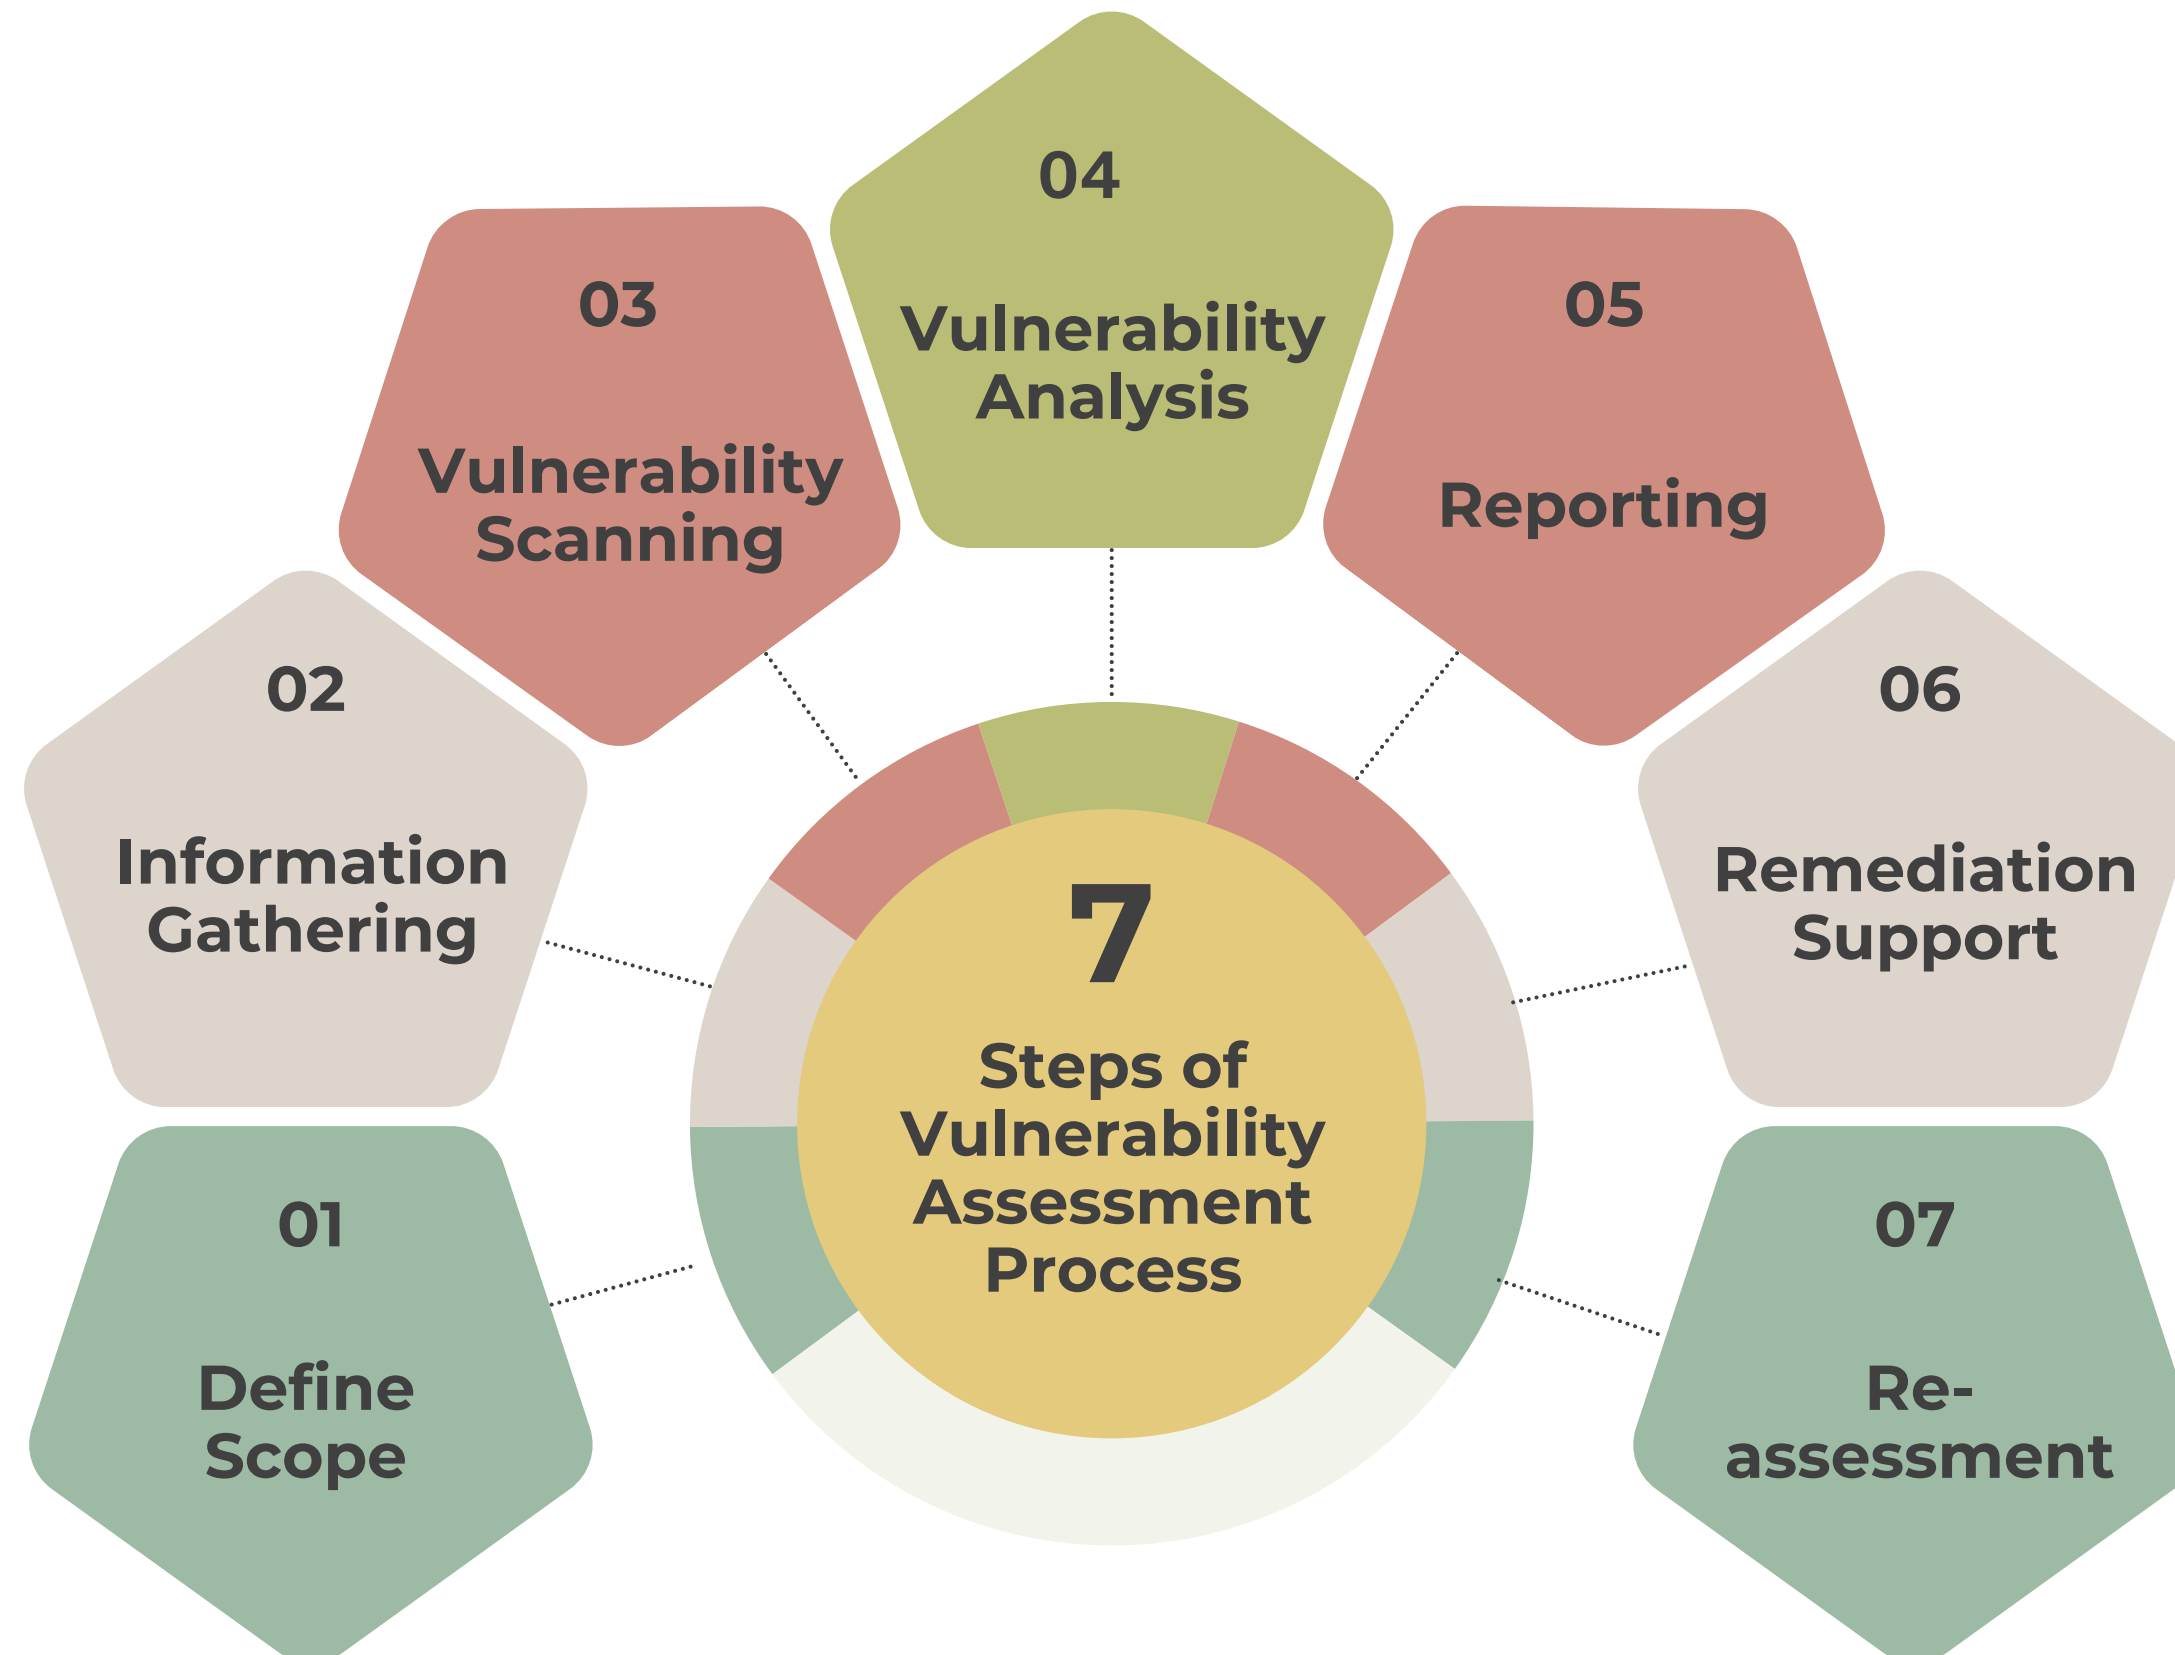 7
Steps of
Vulnerability
Assessment
Process
01
Define
Scope
02
Information
Gathering
03
Vulnerability
Scanning
04
Vulnerability
Analysis
05
Reporting
06
Remediation
Support
07
Re-
assessment